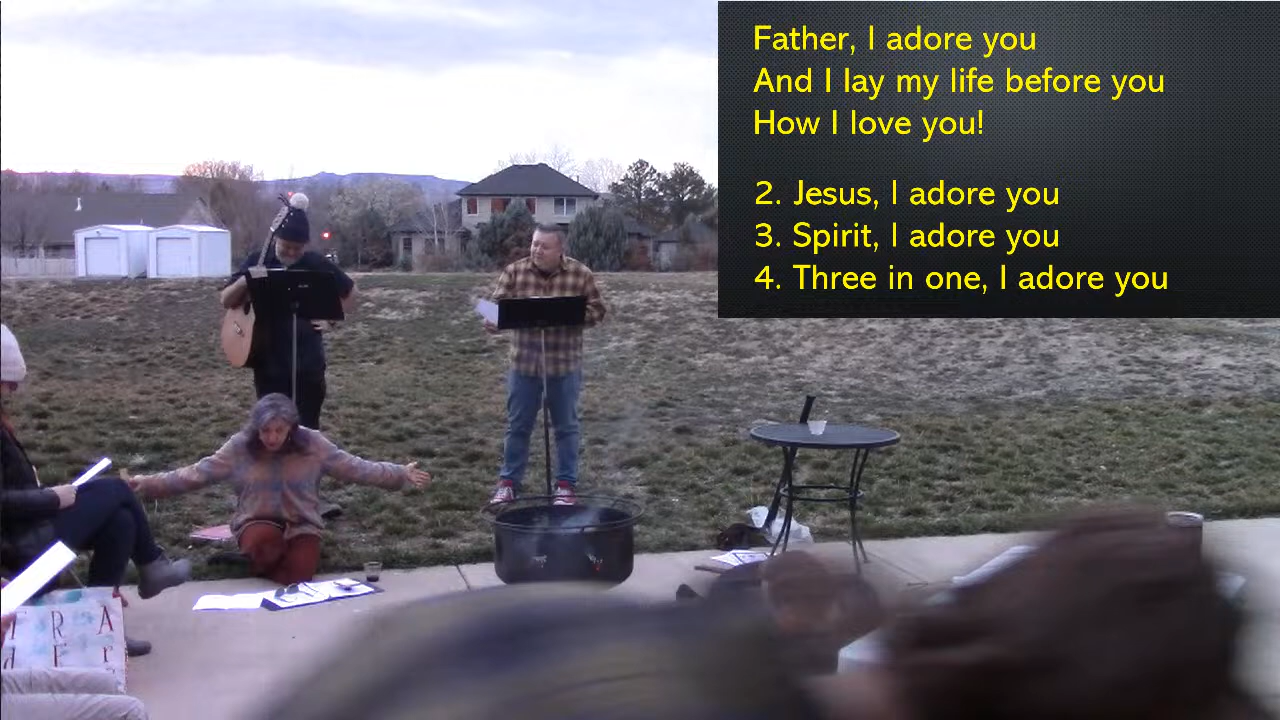 Father, I adore you
And I lay my life before you
How I love you!
2. Jesus, I adore you
3. Spirit, I adore you
4. Three in one, I adore you